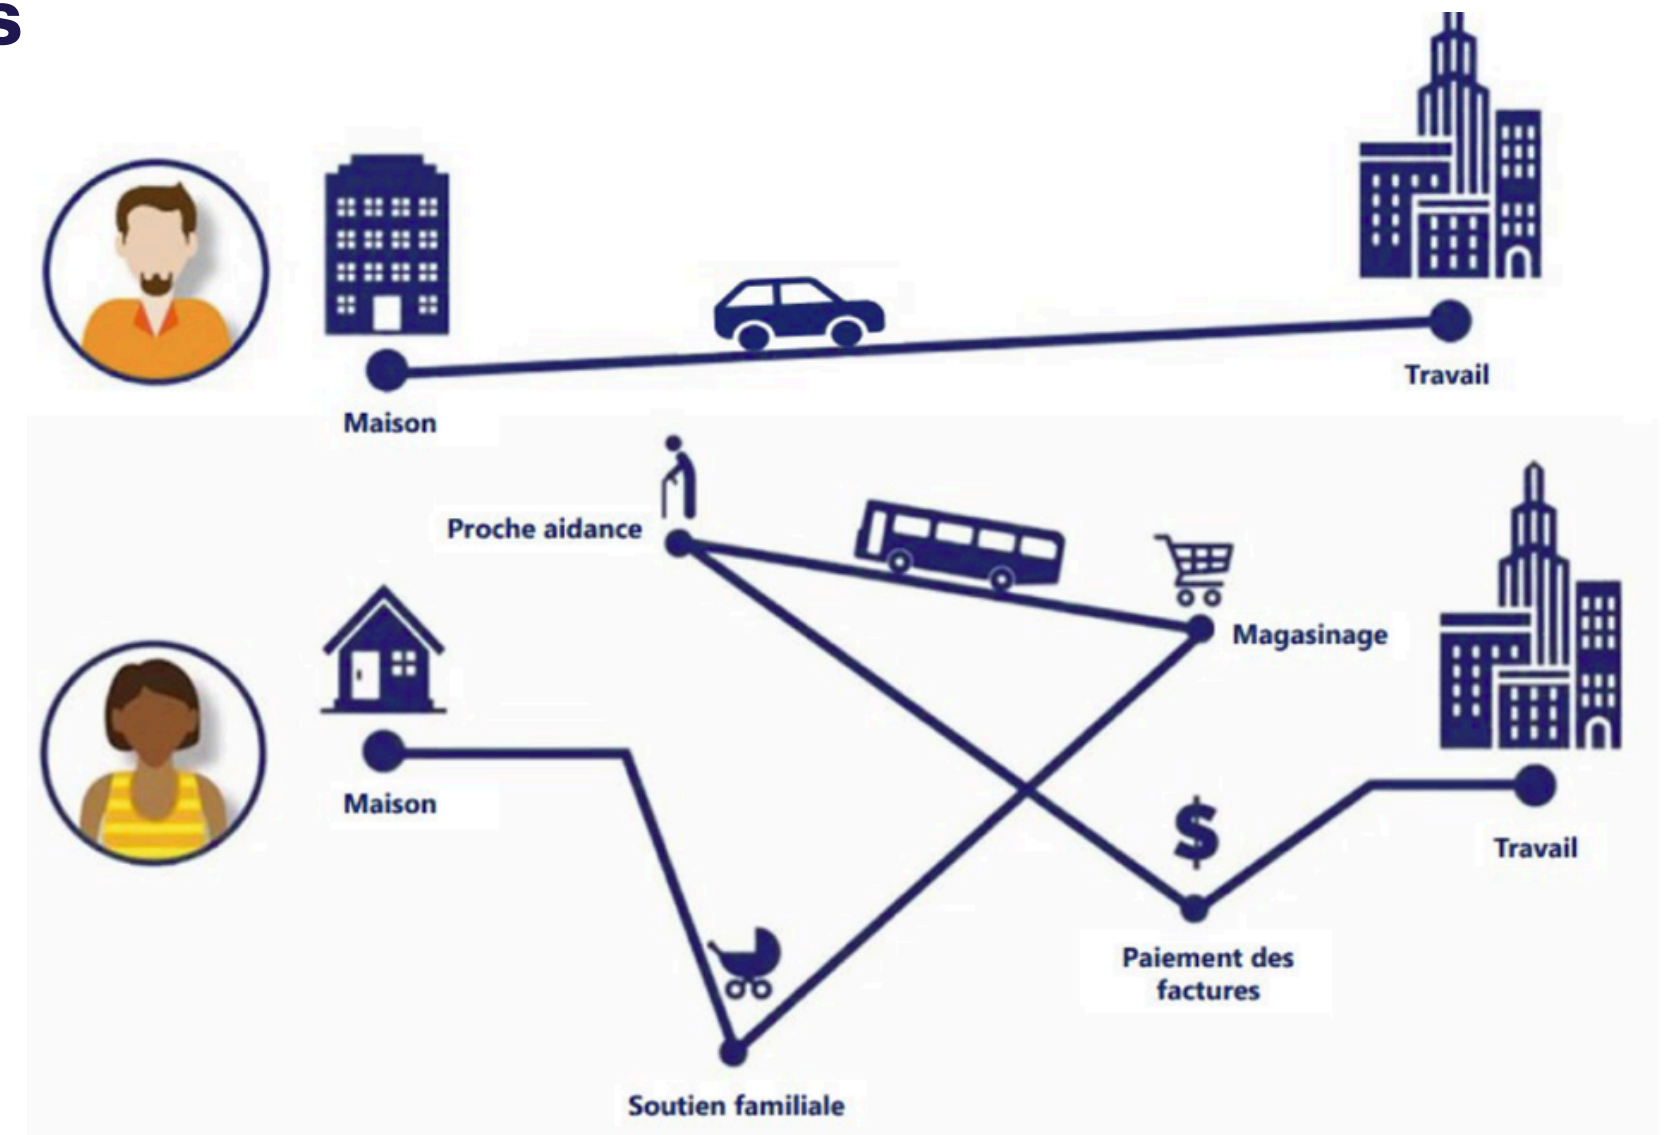 s
Travail
Maison
Proche aidance
Magasinage
Maison
$
Travail
Paiement des
factures
Soutien familiale